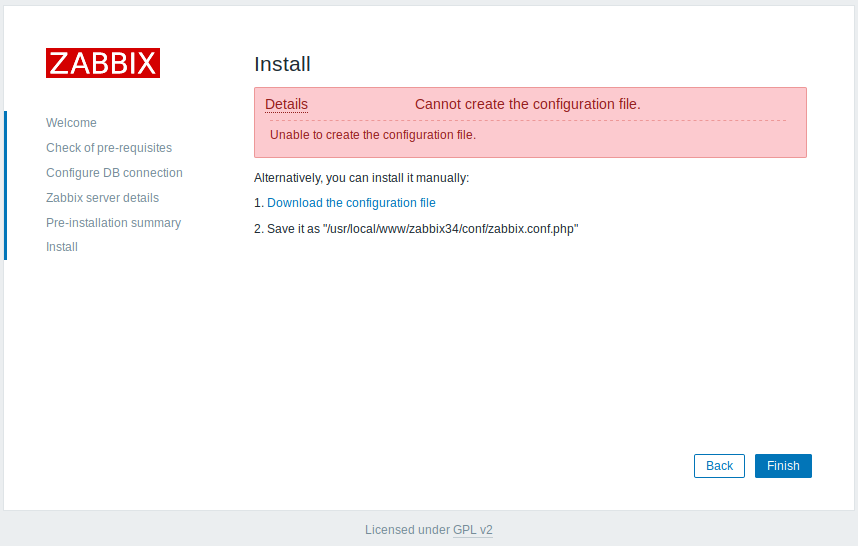 ZABBIX
Welcome
Check of pre-requisites
Configure DB connection
Zabbix server details
Pre-installation summary
Install
Install
Details Cannot create the configuration file.
Unable to create the configuration file.
Alternatively, you can install it manually:
1. Download the configuration file
2. Save it as "/usr/local/www/zabbix34/conf/zabbix.conf.php"
Back Finish
Licensed under GPL v2